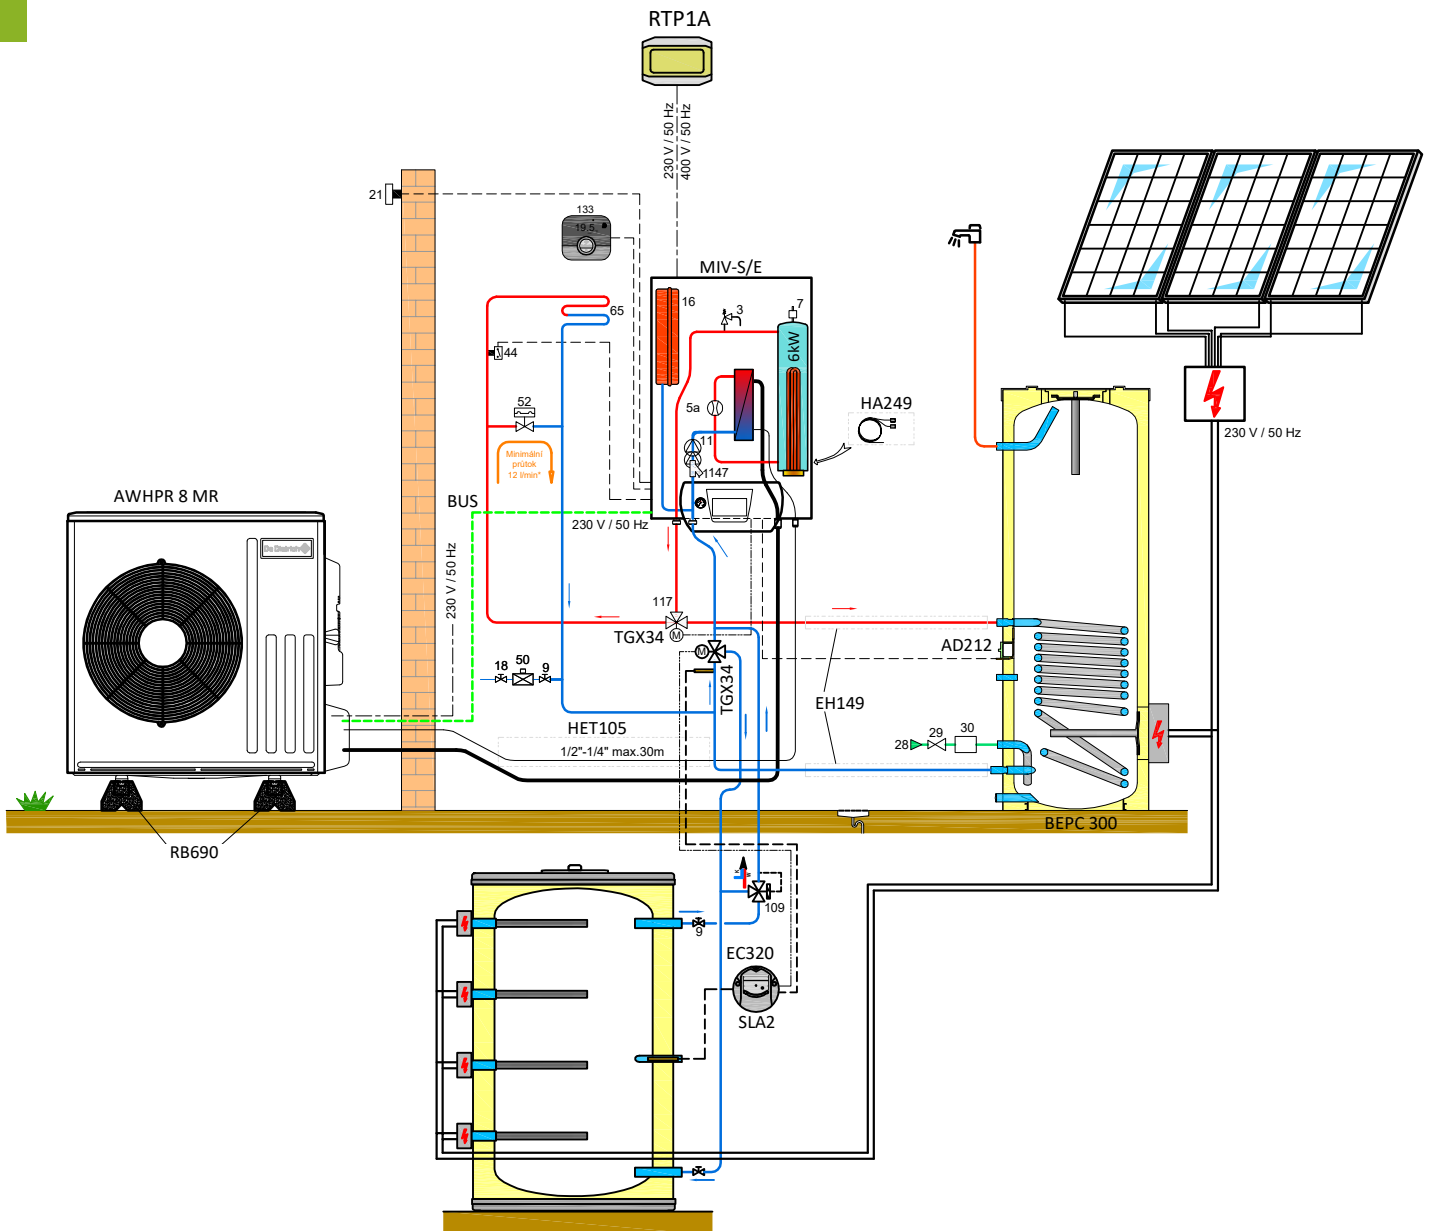 RTP1A
230 V / 50 Hz
400 V / 50 Hz
21
133
19.5
MIV-S/E
16
3
7
6kW
65
44
52
5a
11
1147
HA249
Minimální
průtok
12 l/min*
AWHPR 8 MR
De Dietrich
BUS
230 V / 50 Hz
230 V / 50 Hz
230 V / 50 Hz
117
TGX34
M
M
TGX34
AD212
18
50
9
EH149
HET105
1/2"-1/4" max.30m
28
29
30
BEPC 300
RB690
K
W
109
9
EC320
SLA2